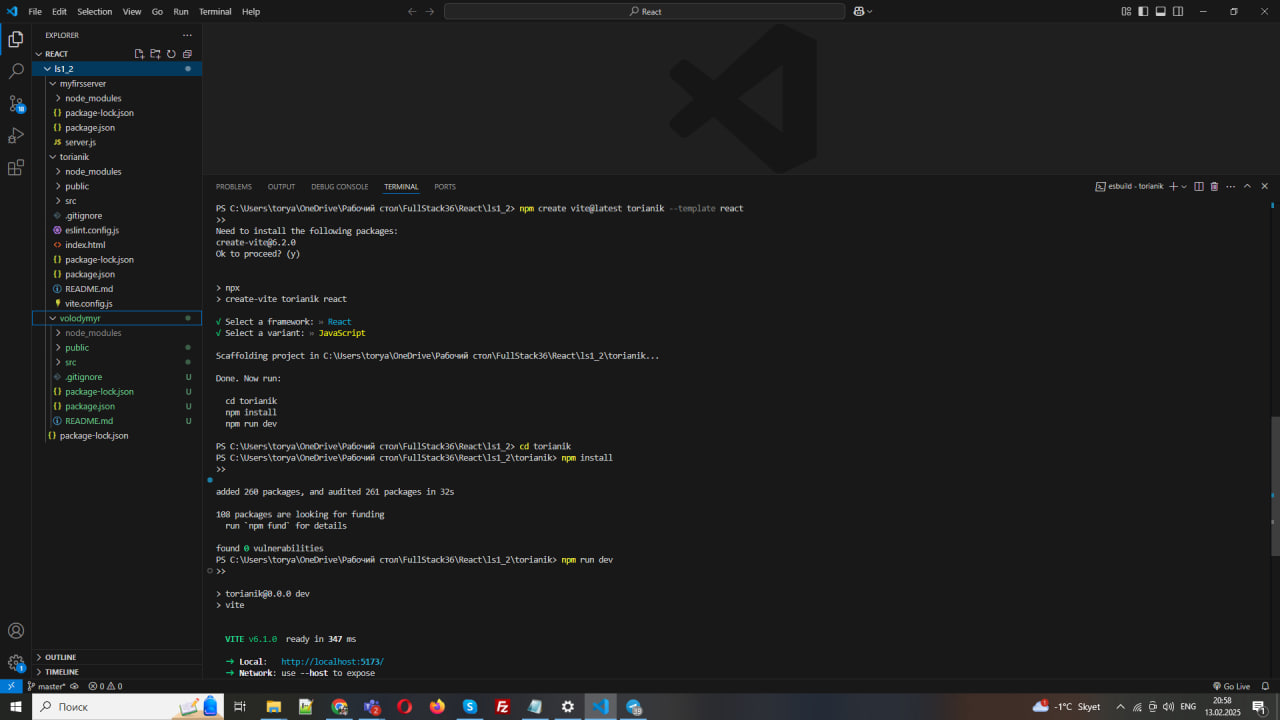 File Edit Selection View Go Run Terminal Help
React
EXPLORER
REACT
ls1_2
myfirsserver
node_modules
package-lock.json
package.json
JS server.js
torianik
node_modules
public
src
.gitignore
eslint.config.js
index.html
package-lock.json
package.json
README.md
vite.config.js
volodymyr
node_modules
public
src
.gitignore U
package-lock.json U
package.json U
README.md U
package-lock.json
OUTLINE
TIMELINE
PROBLEMS OUTPUT DEBUG CONSOLE TERMINAL PORTS
esbuild - torianik
PS C:\Users\torya\OneDrive\Рабочий стол\FullStack36\React\ls1_2> npm create vite@latest torianik --template react
>>
Need to install the following packages:
create-vite@6.2.0
Ok to proceed? (y)
> npx
> create-vite torianik react
√ Select a framework: » React
√ Select a variant: » JavaScript
Scaffolding project in C:\Users\torya\OneDrive\Рабочий стол\FullStack36\React\ls1_2\torianik...
Done. Now run:
cd torianik
npm install
npm run dev
PS C:\Users\torya\OneDrive\Рабочий стол\FullStack36\React\ls1_2> cd torianik
PS C:\Users\torya\OneDrive\Рабочий стол\FullStack36\React\ls1_2\torianik> npm install
>>
added 260 packages, and audited 261 packages in 32s
108 packages are looking for funding
run `npm fund` for details
found 0 vulnerabilities
PS C:\Users\torya\OneDrive\Рабочий стол\FullStack36\React\ls1_2\torianik> npm run dev
>>
> torianik@0.0.0 dev
> vite
VITE v6.1.0 ready in 347 ms
➜ Local: http://localhost:5173/
➜ Network: use --host to expose
master* 0 0 Go Live
Поиск
-1°C Skyet
ENG
20:58
13.02.2025